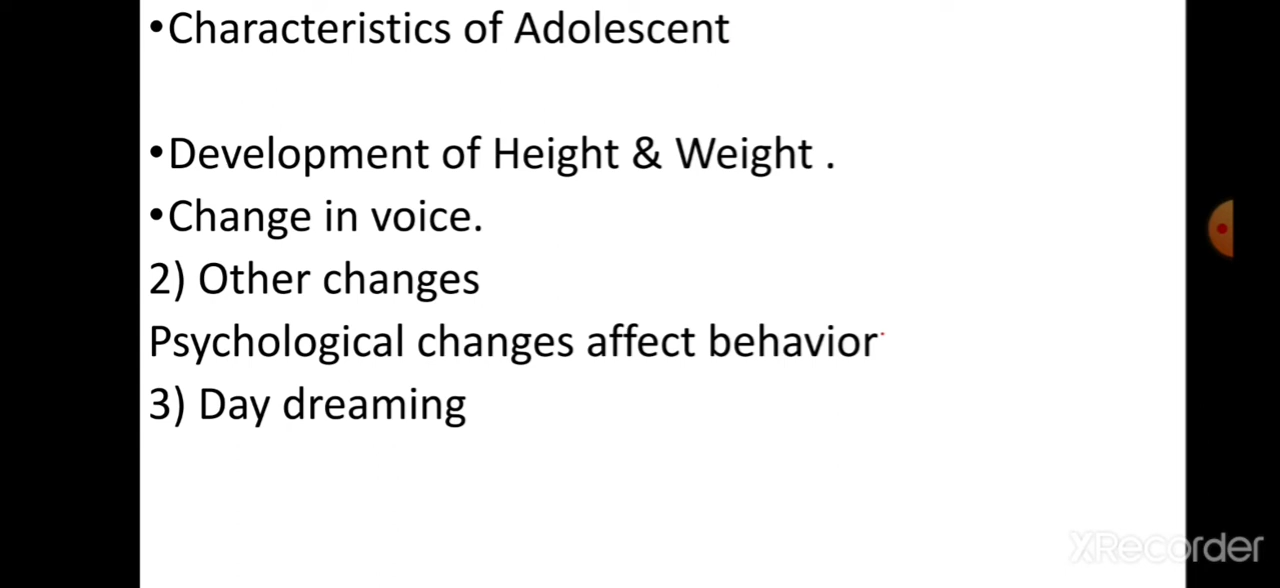 •Characteristics of Adolescent
•Development of Height & Weight .
•Change in voice.
2) Other changes
Psychological changes affect behavior
3) Day dreaming
XRecorder